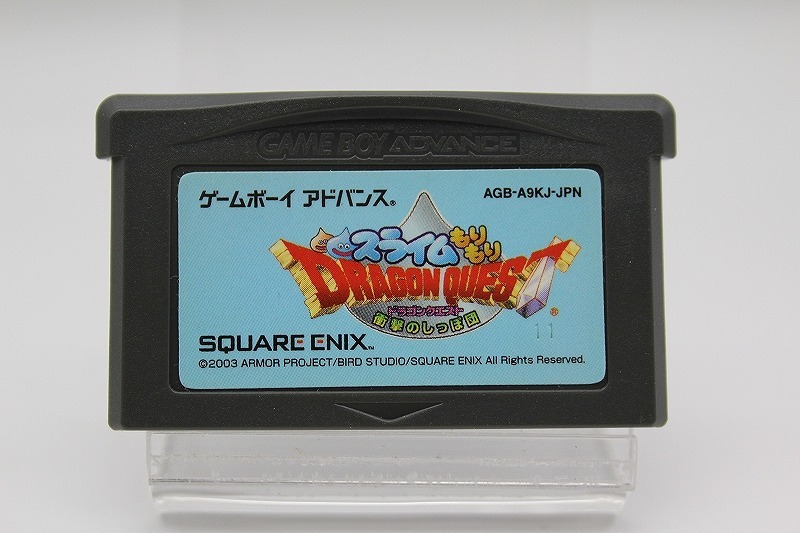 GAME BOY ADVANCE
ゲームボーイ アドバンス®
AGB-A9KJ-JPN
スライムもりもり
DRAGON QUEST
ドラゴンクエスト
衝撃のしっぽ団
®
11
SQUARE ENIX™
©2003 ARMOR PROJECT/BIRD STUDIO/SQUARE ENIX All Rights Reserved.